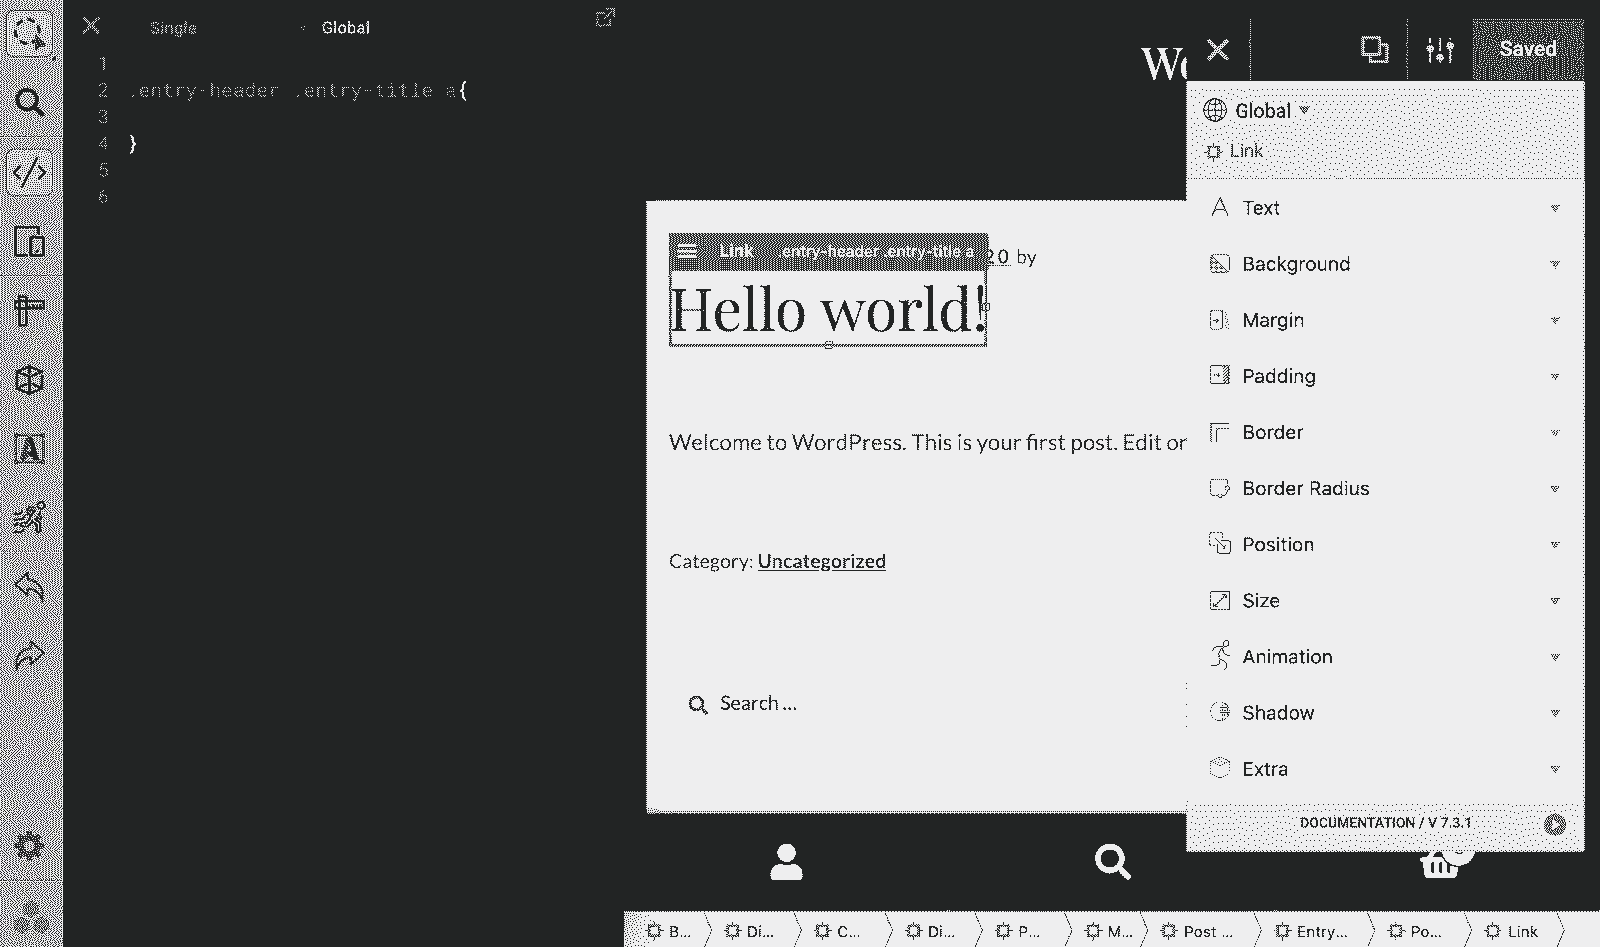 Single
Global
1
2 .entry-header .entry-title a{
3
4 }
5
6
Saved
Global
Link
Text
Background
Margin
Padding
Border
Border Radius
Position
Size
Animation
Shadow
Extra
DOCUMENTATION / V 7.3.1
Link .entry-header .entry-title a
20 by
Hello world!
Welcome to WordPress. This is your first post. Edit or
Category: Uncategorized
Search ...
B... Di... C... Di... P... M... Post ... Entry... Po... Link